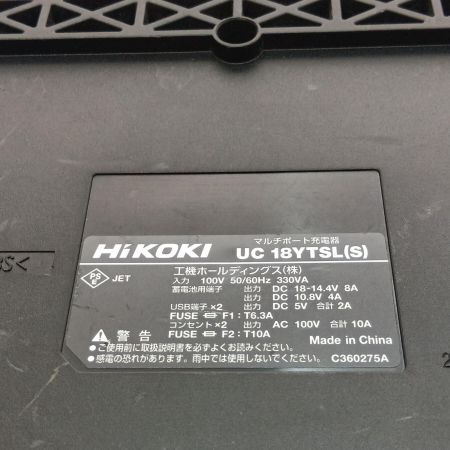 HiKOKI
マルチポート充電器
UC 18YTSL(S)
PS
E
JET
工機ホールディングス(株)
入力 100V 50/60Hz 330VA
蓄電池用端子 出力 DC 18-14.4V 8A
出力 DC 10.8V 4A
USB端子×2 出力 DC 5V 合計 2A
FUSE F1: T6.3A
コンセント×2 出力 AC 100V 合計 10A
FUSE F2: T10A
警告
Made in China
●ご使用前に取扱説明書を必ずよくお読みください。
●感電の恐れがあります。雨中では使用しないでください。
C360275A
S<
2